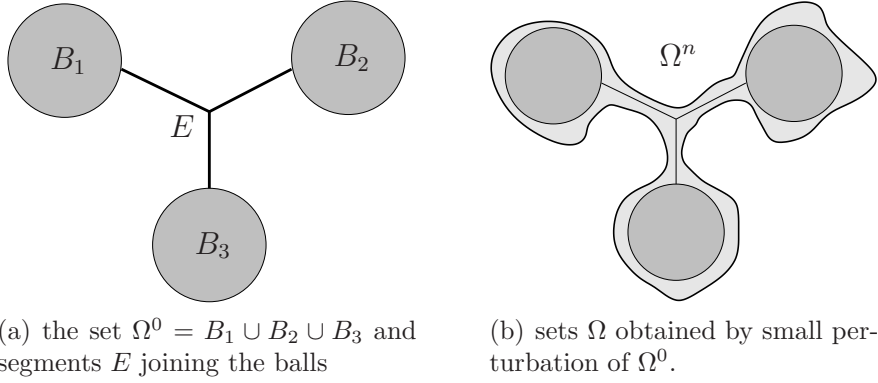 B₁
B₂
E
B₃
Ωⁿ
(a) the set Ω⁰ = B₁ ∪ B₂ ∪ B₃ and
segments E joining the balls
(b) sets Ω obtained by small per-
turbation of Ω⁰.